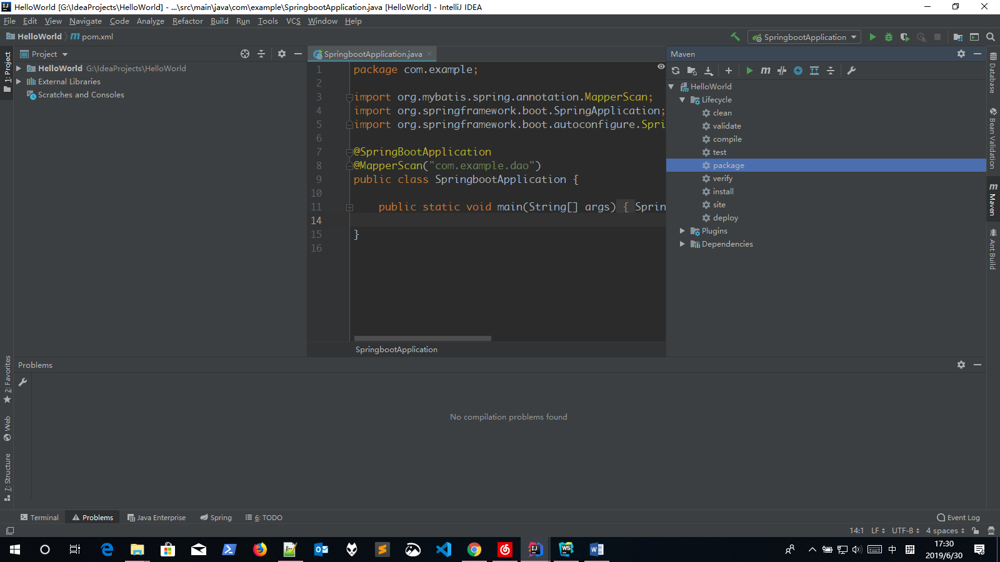 HelloWorld [G:\IdeaProjects\HelloWorld] - ...\src\main\java\com\example\SpringbootApplication.java [HelloWorld] - IntelliJ IDEA
File Edit View Navigate Code Analyze Refactor Build Run Tools VCS Window Help
HelloWorld m pom.xml
SpringbootApplication
1: Project
2: Favorites
Web
7: Structure
Project
HelloWorld G:\IdeaProjects\HelloWorld
External Libraries
Scratches and Consoles
SpringbootApplication.java
1 package com.example;
2
3 import org.mybatis.spring.annotation.MapperScan;
4 import org.springframework.boot.SpringApplication;
5 import org.springframework.boot.autoconfigure.Spri
6
7 @SpringBootApplication
8 @MapperScan("com.example.dao")
9 public class SpringbootApplication {
10
11 public static void main(String[] args) { Sprin
14
15 }
16
SpringbootApplication
Maven
HelloWorld
Lifecycle
clean
validate
compile
test
package
verify
install
site
deploy
Plugins
Dependencies
Database
Bean Validation
Maven
Ant Build
Problems
No compilation problems found
Terminal Problems Java Enterprise Spring 6: TODO
Event Log
14:1 LF UTF-8 4 spaces
中 拼
17:30
2019/6/30